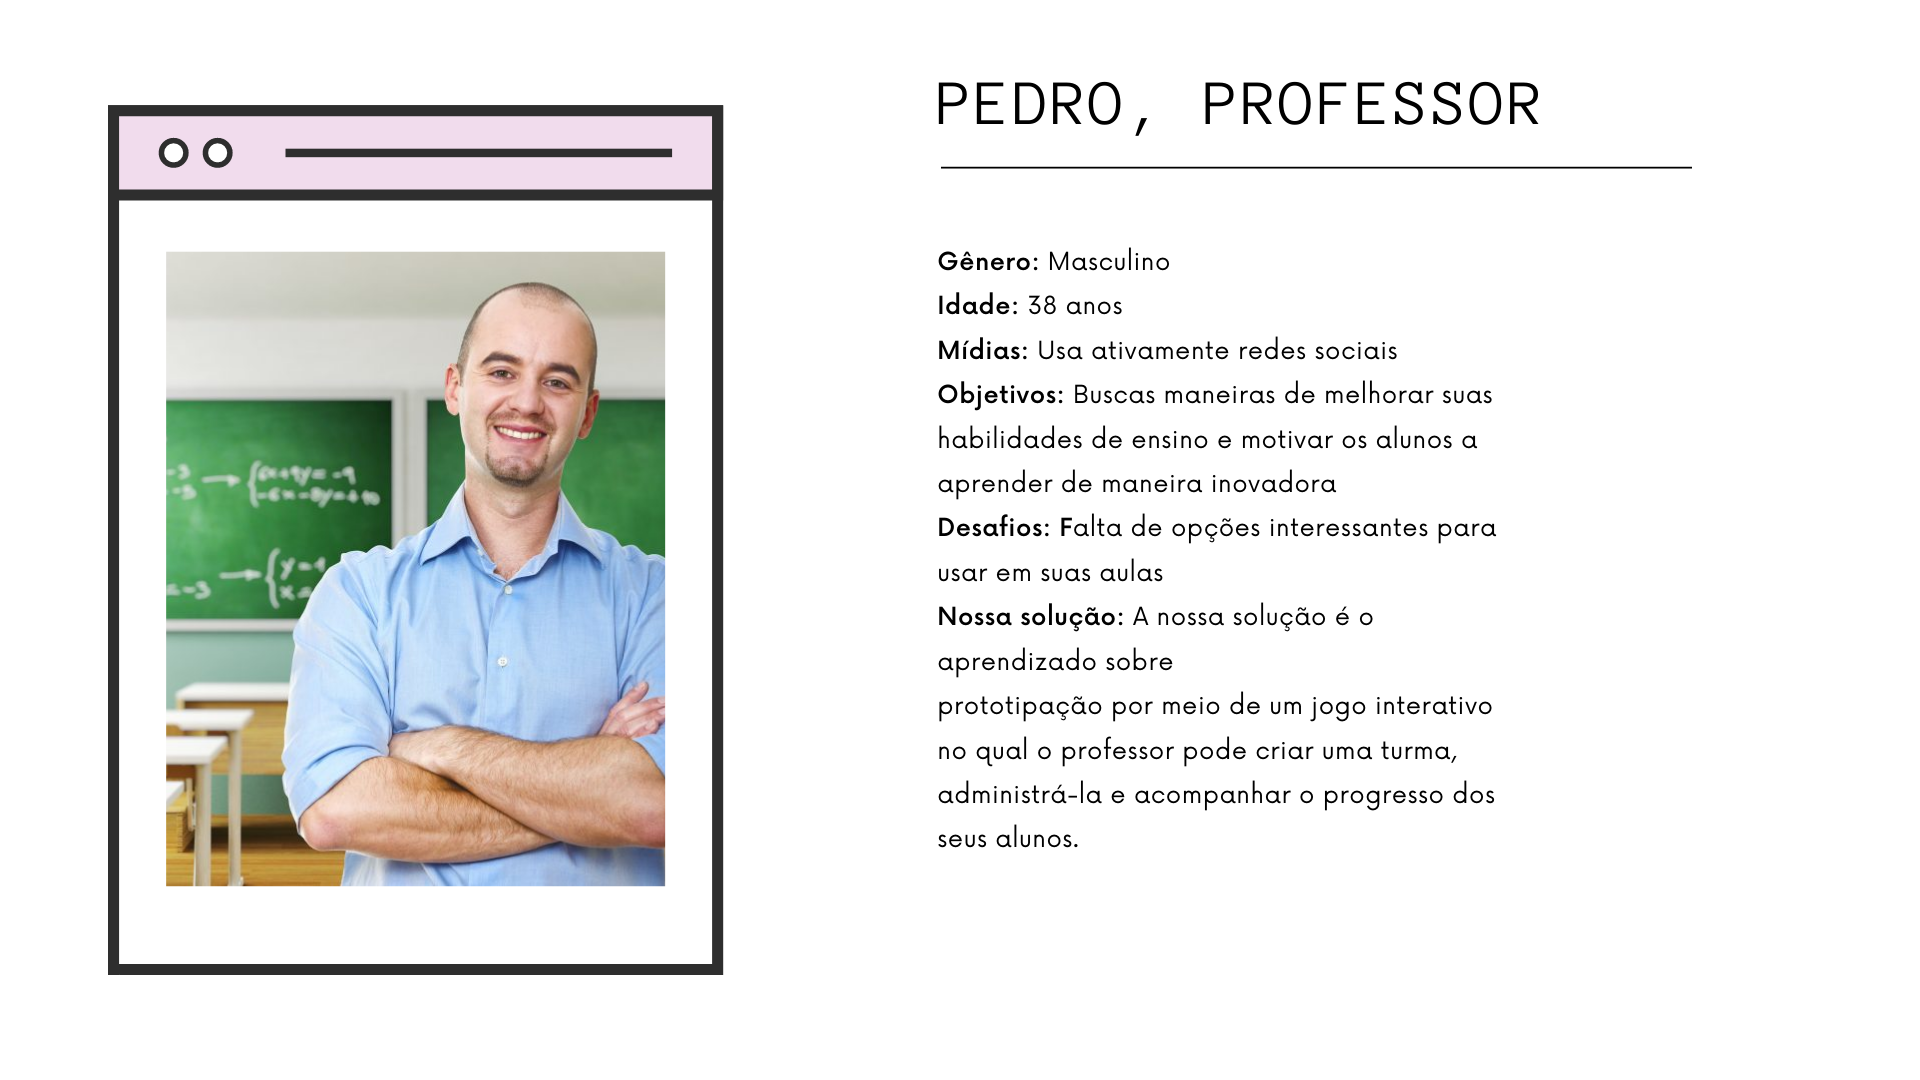 PEDRO, PROFESSOR
Gênero: Masculino
Idade: 38 anos
Mídias: Usa ativamente redes sociais
Objetivos: Buscas maneiras de melhorar suas
habilidades de ensino e motivar os alunos a
aprender de maneira inovadora
Desafios: Falta de opções interessantes para
usar em suas aulas
Nossa solução: A nossa solução é o
aprendizado sobre
prototipação por meio de um jogo interativo
no qual o professor pode criar uma turma,
administrá-la e acompanhar o progresso dos
seus alunos.